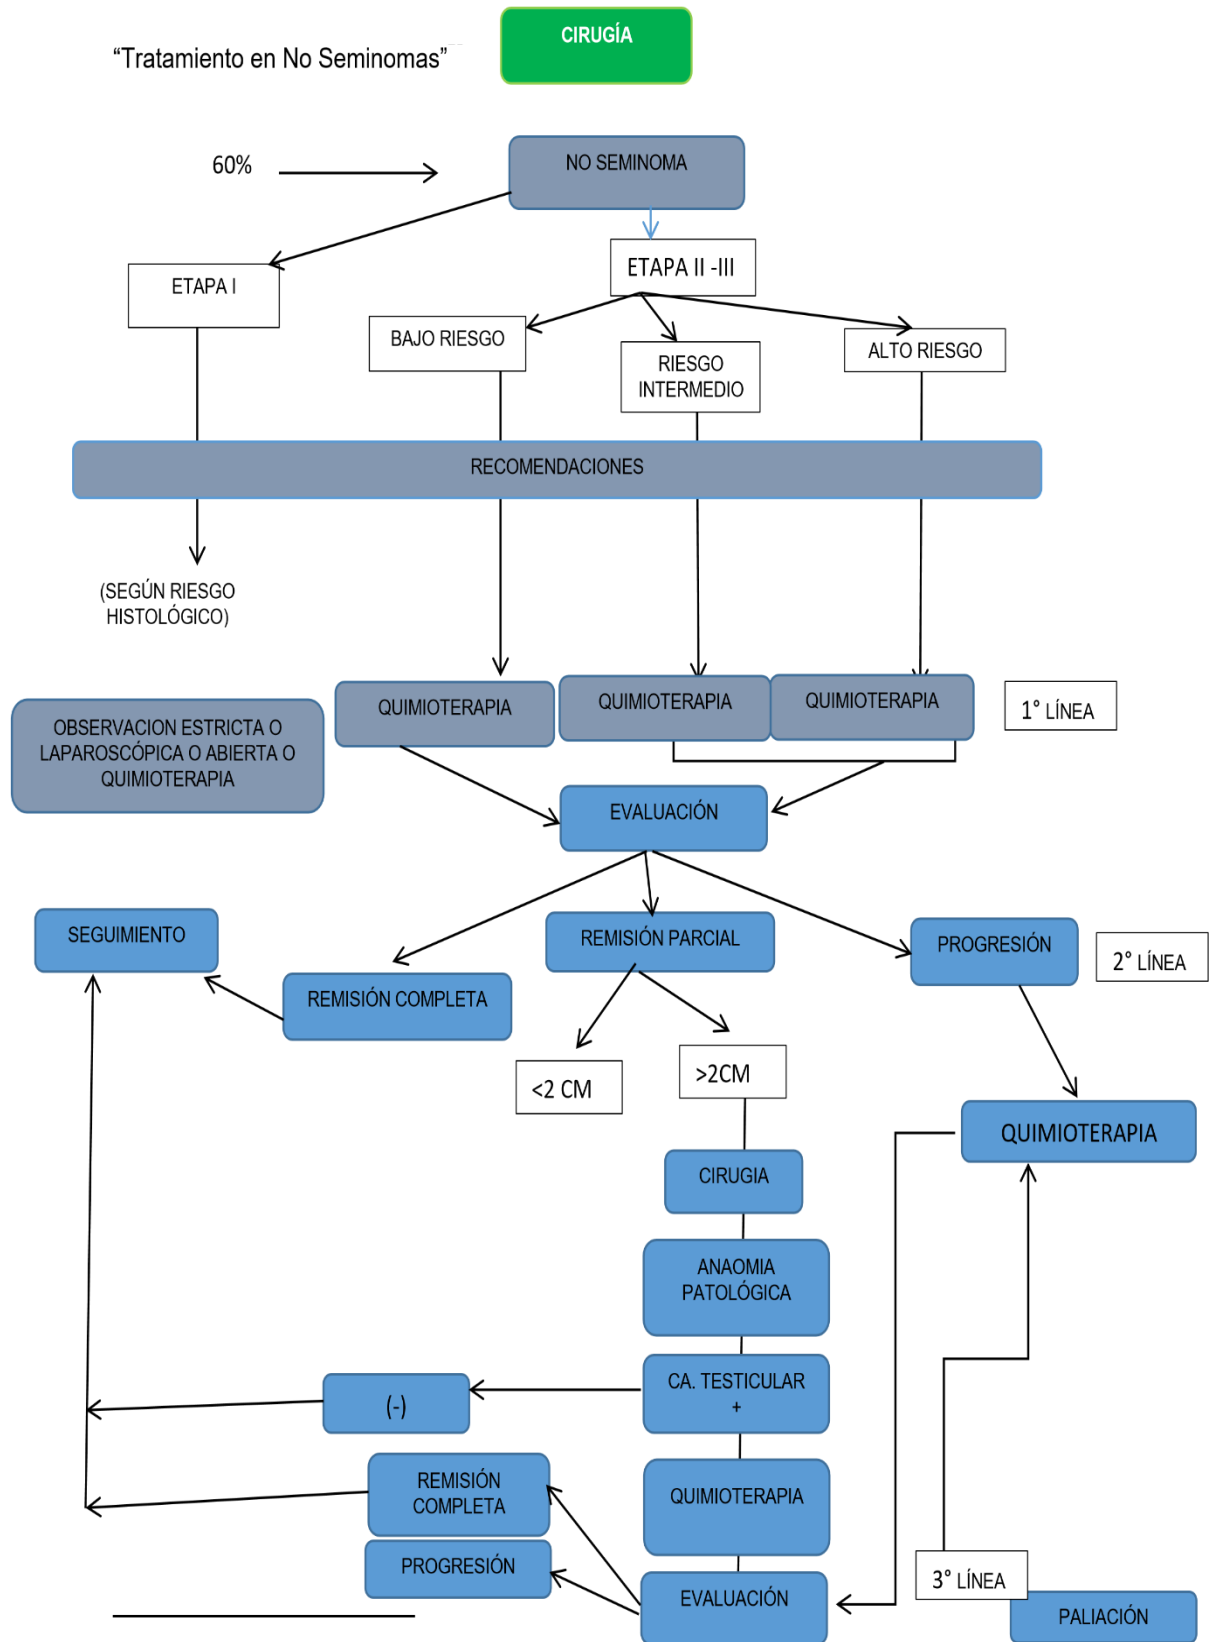 CIRUGÍA
“Tratamiento en No Seminomas”
60%
NO SEMINOMA
ETAPA I
ETAPA II -III
BAJO RIESGO
RIESGO
INTERMEDIO
ALTO RIESGO
RECOMENDACIONES
(SEGÚN RIESGO
HISTOLÓGICO)
OBSERVACION ESTRICTA O
LAPAROSCÓPICA O ABIERTA O
QUIMIOTERAPIA
QUIMIOTERAPIA
QUIMIOTERAPIA
QUIMIOTERAPIA
1° LÍNEA
EVALUACIÓN
SEGUIMIENTO
REMISIÓN COMPLETA
REMISIÓN PARCIAL
PROGRESIÓN
2° LÍNEA
<2 CM
>2CM
QUIMIOTERAPIA
CIRUGIA
ANAOMIA
PATOLÓGICA
(-)
CA. TESTICULAR
+
REMISIÓN
COMPLETA
QUIMIOTERAPIA
PROGRESIÓN
EVALUACIÓN
3° LÍNEA
PALIACIÓN